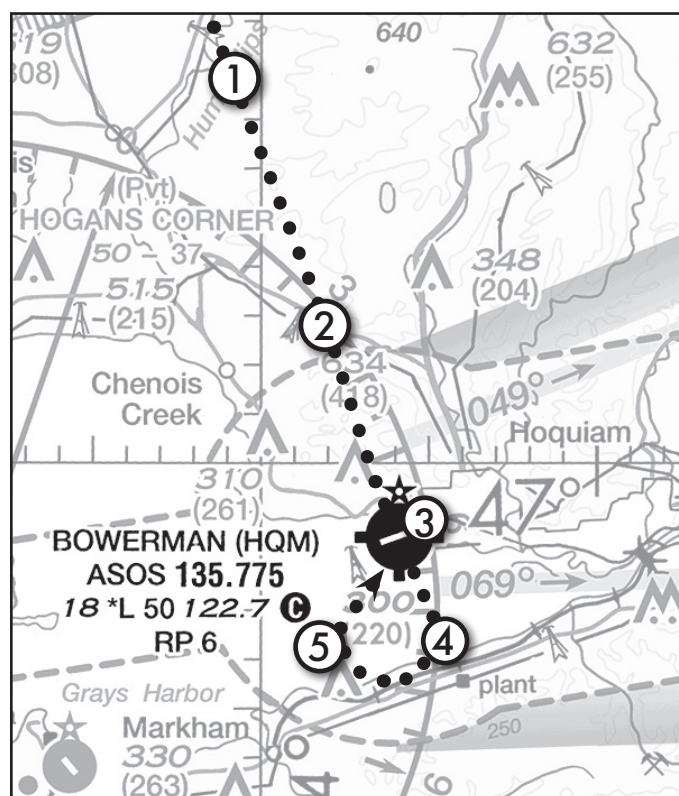 640
632
(255)
1
(Pvt)
HOGANS CORNER
50 – 37
515
(215)
348
(204)
3
2
634
(418)
Chenois
Creek
049°
Hoquiam
310
(261)
47°
3
BOWERMAN (HQM)
ASOS 135.775
18 *L 50 122.7 C
RP 6
069°
300
(220)
4
5
plant
Grays Harbor
Markham
330
(263)
250